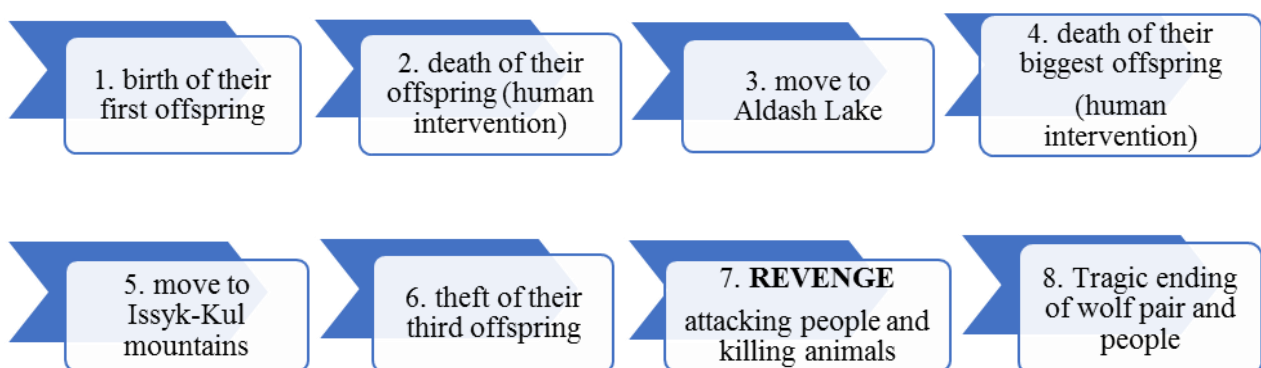 1. birth of their
first offspring
2. death of their
offspring (human
intervention)
3. move to
Aldash Lake
4. death of their
biggest offspring
(human
intervention)
5. move to
Issyk-Kul
mountains
6. theft of their
third offspring
7. REVENGE
attacking people and
killing animals
8. Tragic ending
of wolf pair and
people